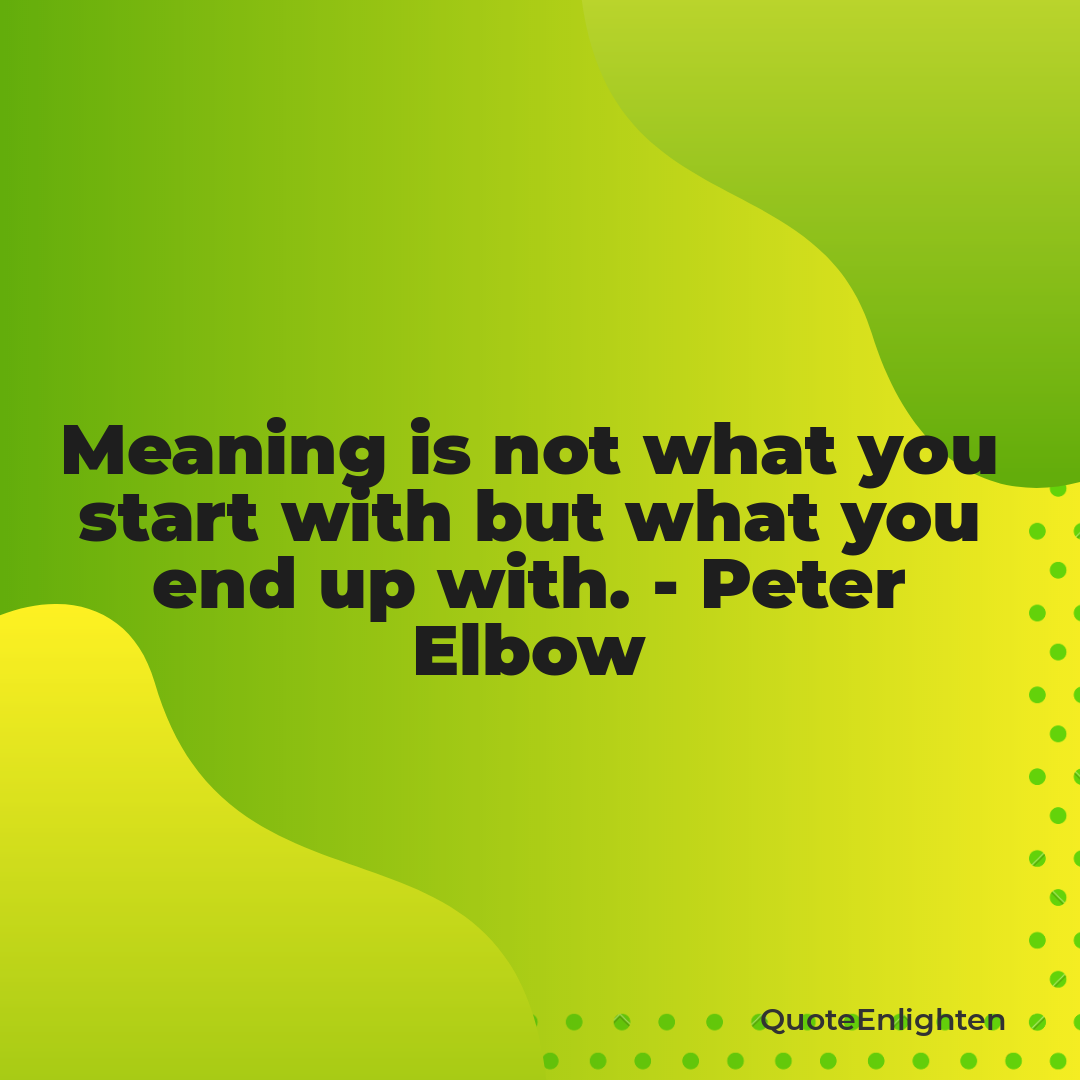 Meaning is not what you
start with but what you
end up with. - Peter
Elbow
QuoteEnlighten